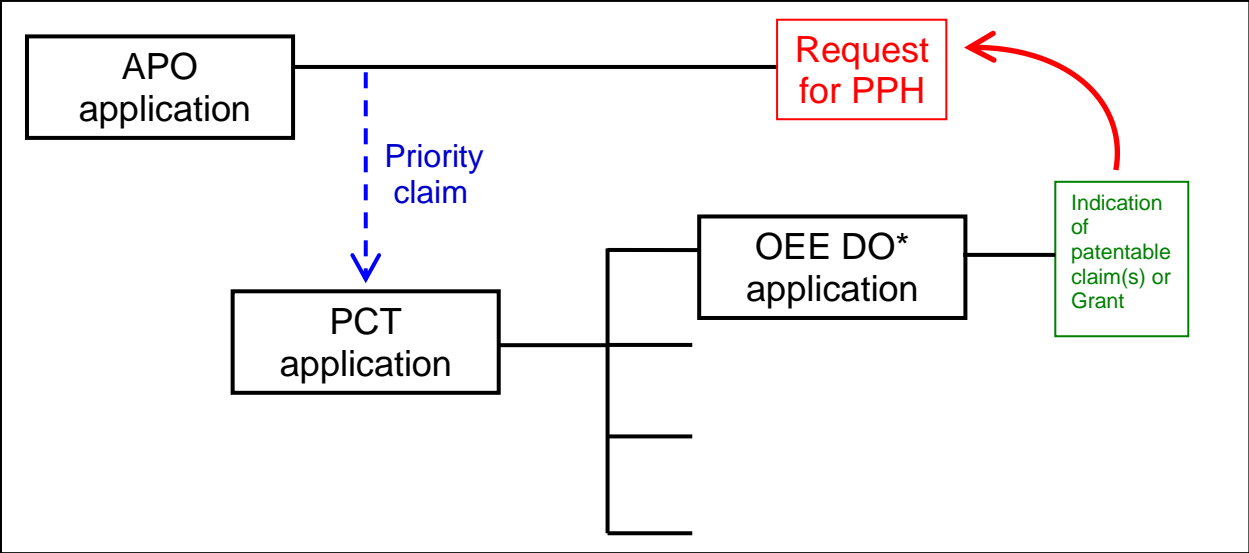 APO
application
Request
for PPH
Priority
claim
Indication
of
patentable
claim(s) or
Grant
OEE DO*
application
PCT
application